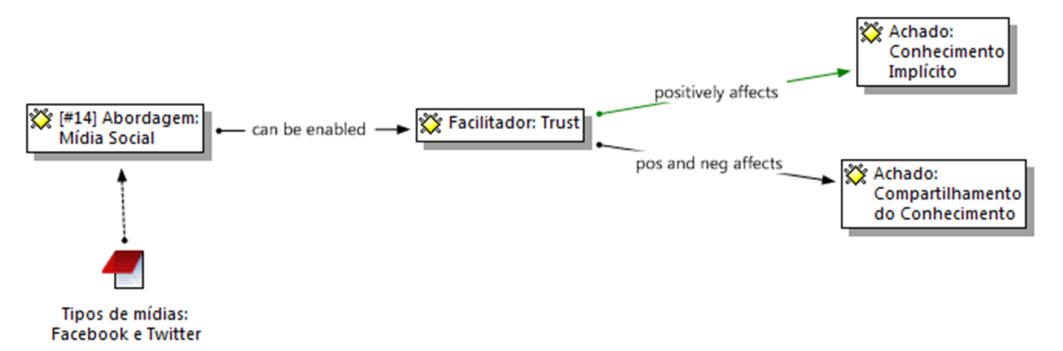 Achado:
Conhecimento
Implícito
positively affects
[#14] Abordagem:
Mídia Social
can be enabled
Facilitador: Trust
pos and neg affects
Achado:
Compartilhamento
do Conhecimento
Tipos de mídias:
Facebook e Twitter